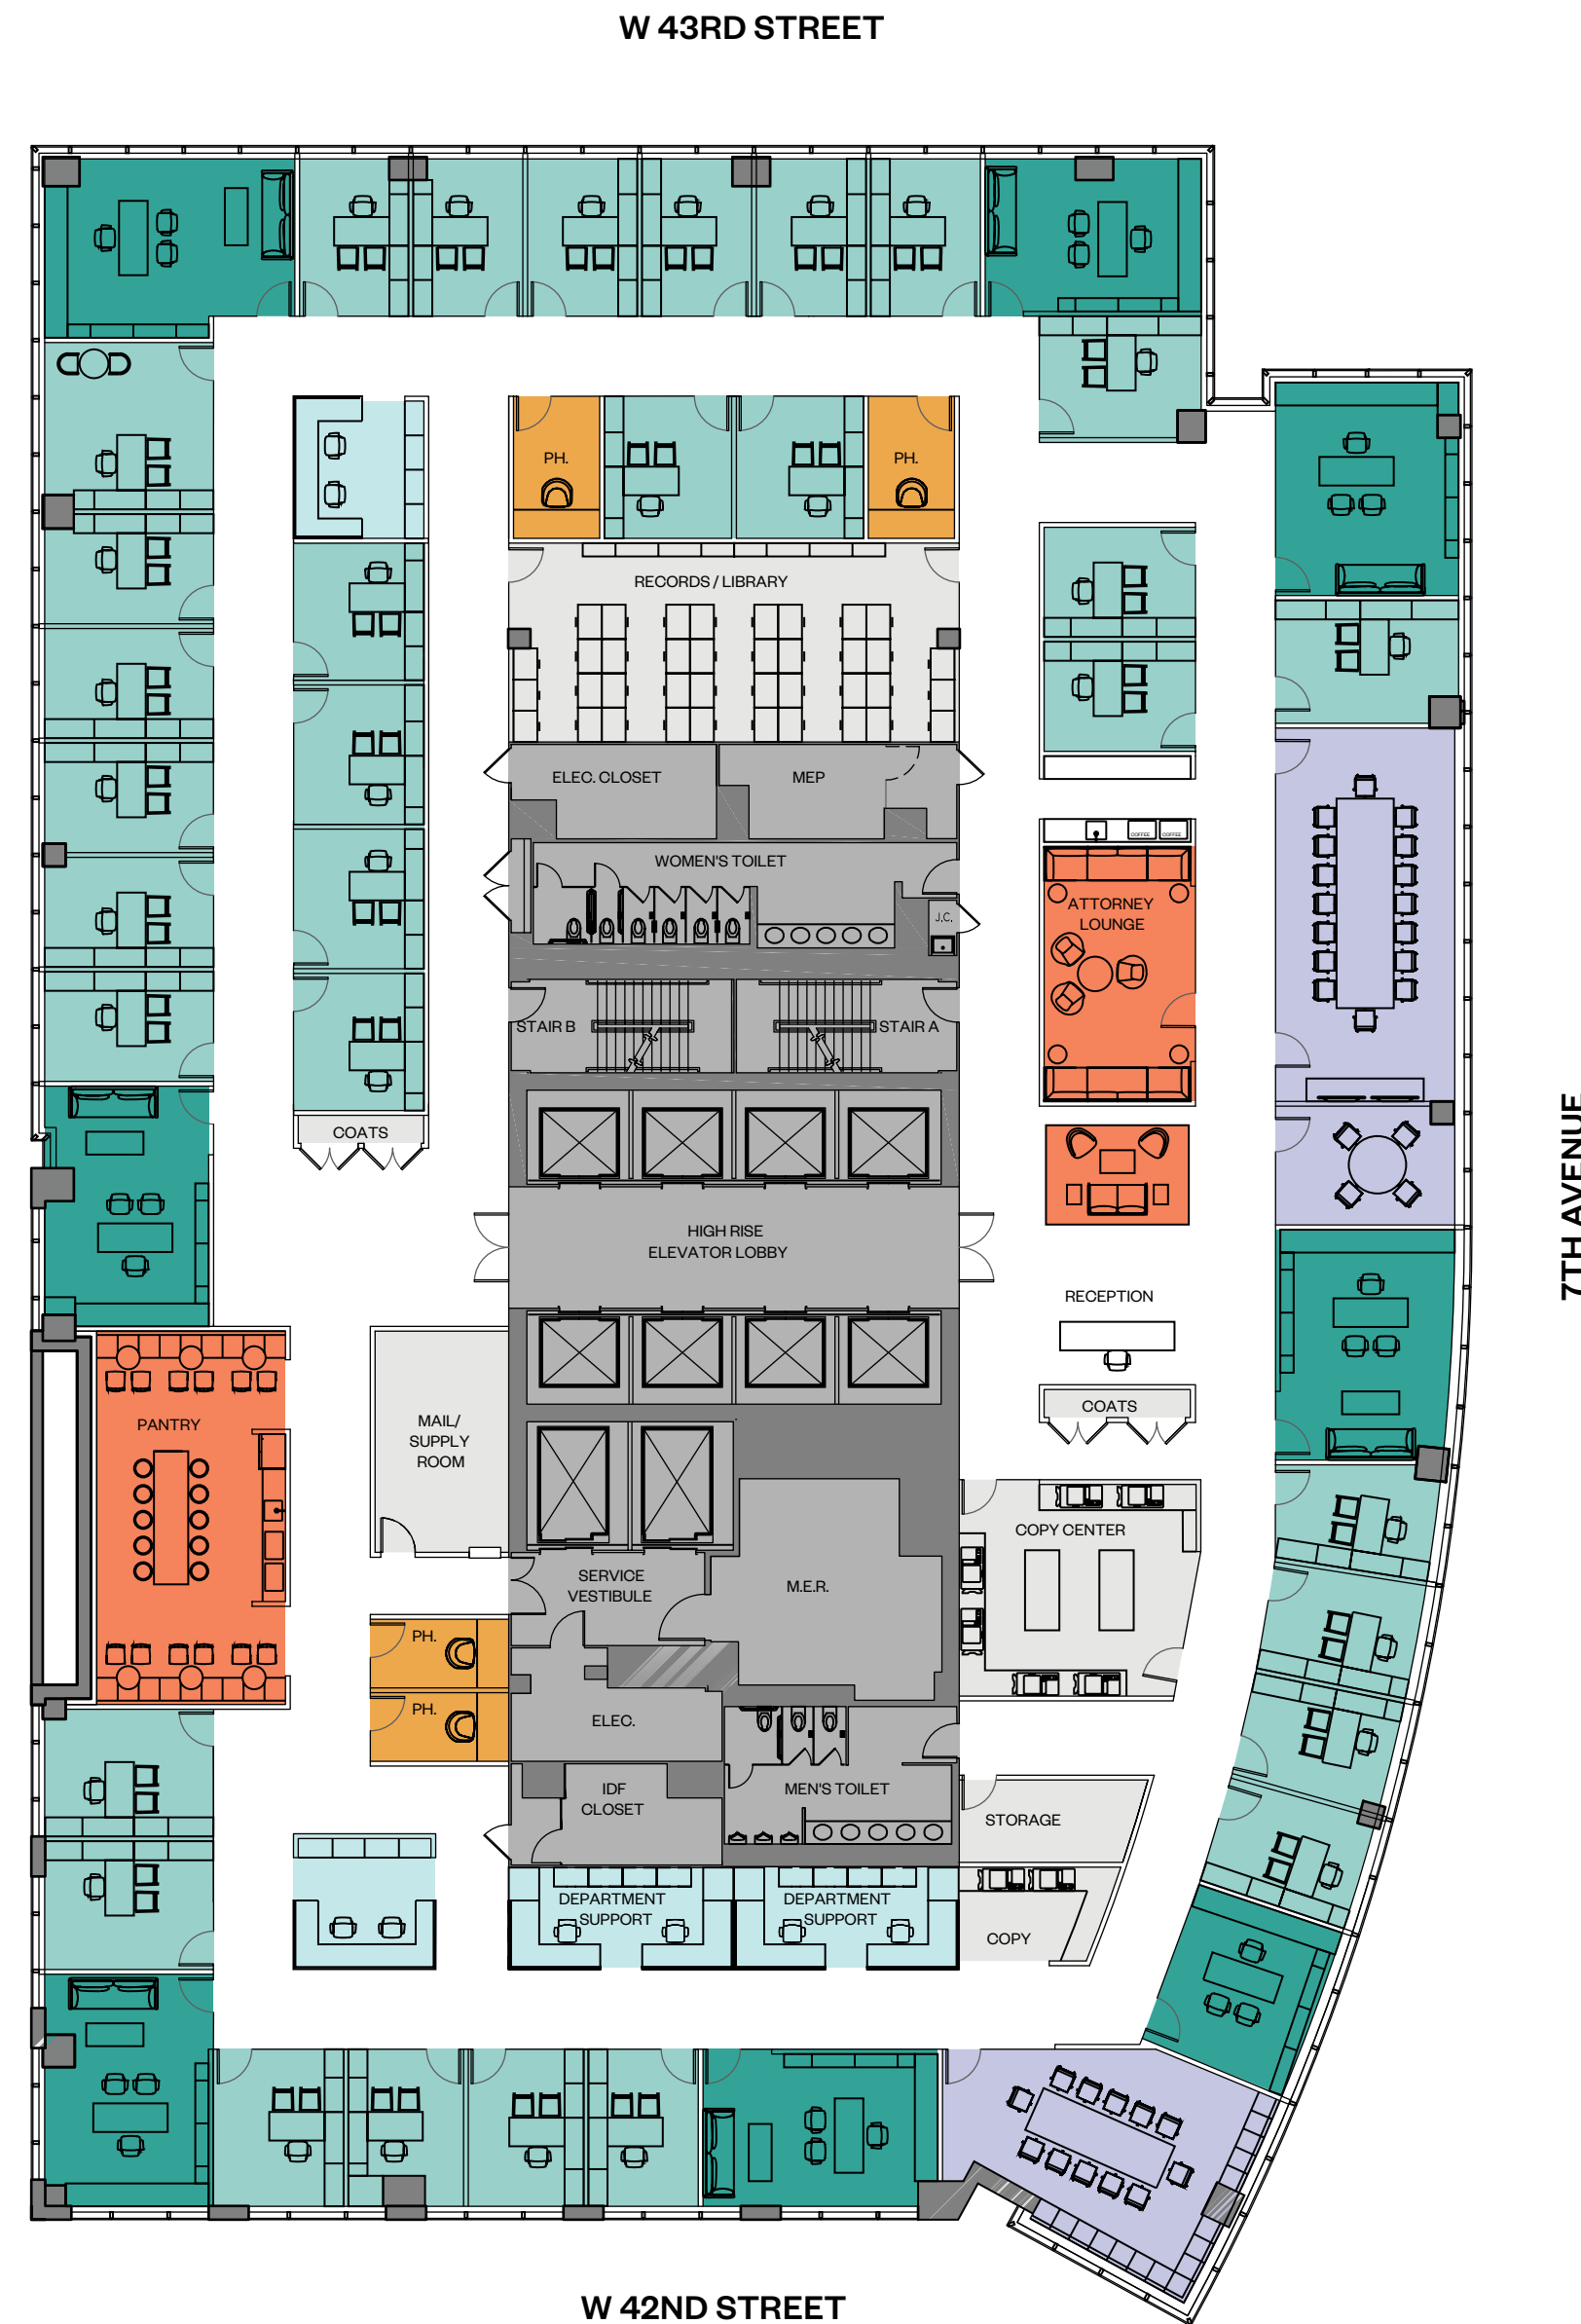 W 43RD STREET
PH.
PH.
RECORDS / LIBRARY
ELEC. CLOSET
MEP
WOMEN'S TOILET
J.C.
COFFEE
COFFEE
ATTORNEY
LOUNGE
STAIR B
STAIR A
COATS
HIGH RISE
ELEVATOR LOBBY
7TH AVENUE
RECEPTION
COATS
PANTRY
MAIL/
SUPPLY
ROOM
COPY CENTER
SERVICE
VESTIBULE
M.E.R.
PH.
PH.
ELEC.
IDF
CLOSET
MEN'S TOILET
STORAGE
DEPARTMENT
SUPPORT
DEPARTMENT
SUPPORT
COPY
W 42ND STREET